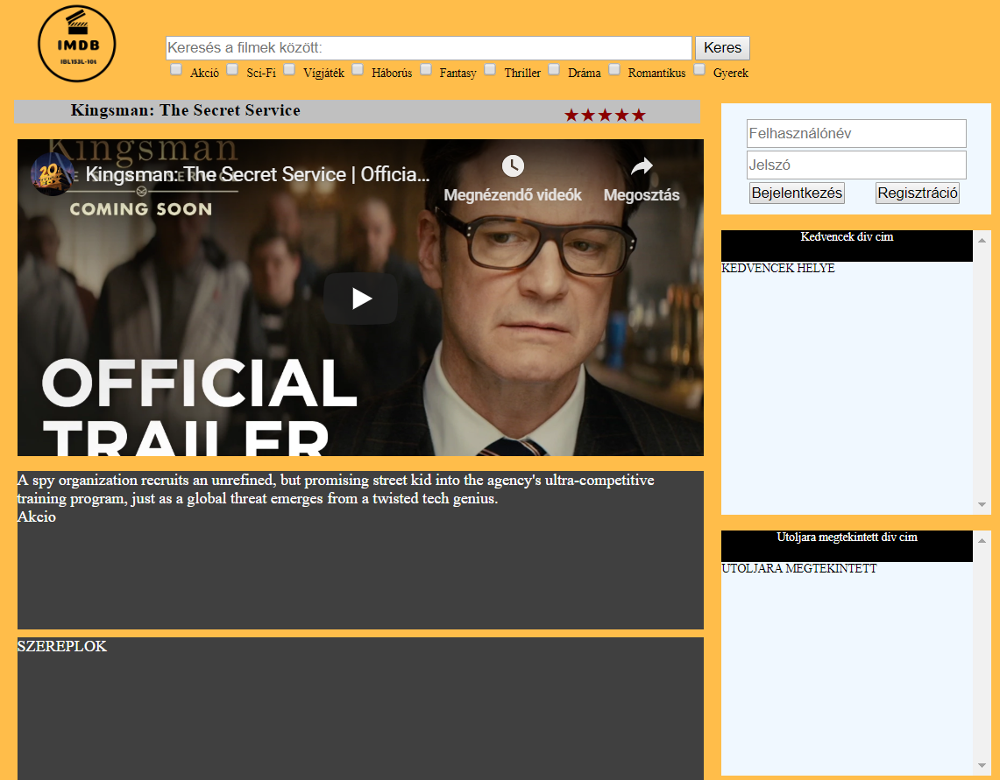 IMDB
IBL153L-101
Keresés a filmek között:
Keres
Akció Sci-Fi Vígjáték Háborús Fantasy Thriller Dráma Romantikus Gyerek
Kingsman: The Secret Service
★★★★★
Kingsman
Kingsman: The Secret Service | Officia...
COMING SOON
Megnézendő videók
Megosztás
OFFICIAL
TRAILER
A spy organization recruits an unrefined, but promising street kid into the agency's ultra-competitive
training program, just as a global threat emerges from a twisted tech genius.
Akcio
SZEREPLOK
Felhasználónév
Jelszó
Bejelentkezés
Regisztráció
Kedvencek div cim
KEDVENCEK HELYE
Utoljara megtekintett div cim
UTOLJARA MEGTEKINTETT